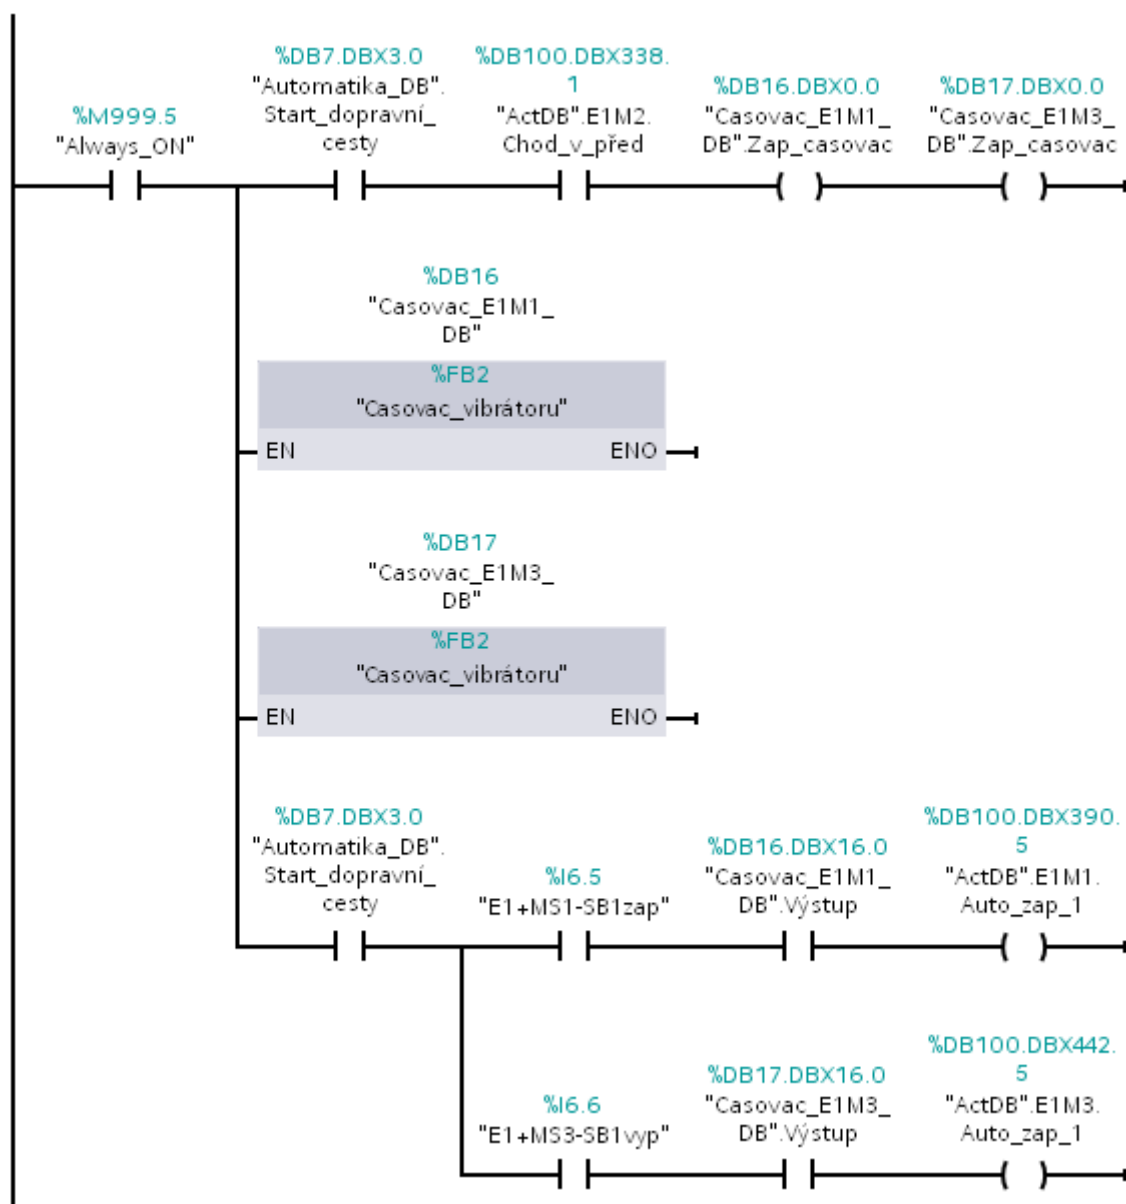 %M999.5
"Always_ON"
%DB7.DBX3.0
"Automatika_DB".
Start_dopravní_
cesty
%DB100.DBX338.
1
"ActDB".E1M2.
Chod_v_před
%DB16.DBX0.0
"Casovac_E1M1_
DB".Zap_casovac
%DB17.DBX0.0
"Casovac_E1M3_
DB".Zap_casovac
%DB16
"Casovac_E1M1_
DB"
%FB2
"Casovac_vibrátoru"
EN
ENO
%DB17
"Casovac_E1M3_
DB"
%FB2
"Casovac_vibrátoru"
EN
ENO
%DB7.DBX3.0
"Automatika_DB".
Start_dopravní_
cesty
%I6.5
"E1+MS1-SB1zap"
%DB16.DBX16.0
"Casovac_E1M1_
DB".Výstup
%DB100.DBX390.
5
"ActDB".E1M1.
Auto_zap_1
%I6.6
"E1+MS3-SB1vyp"
%DB17.DBX16.0
"Casovac_E1M3_
DB".Výstup
%DB100.DBX442.
5
"ActDB".E1M3.
Auto_zap_1